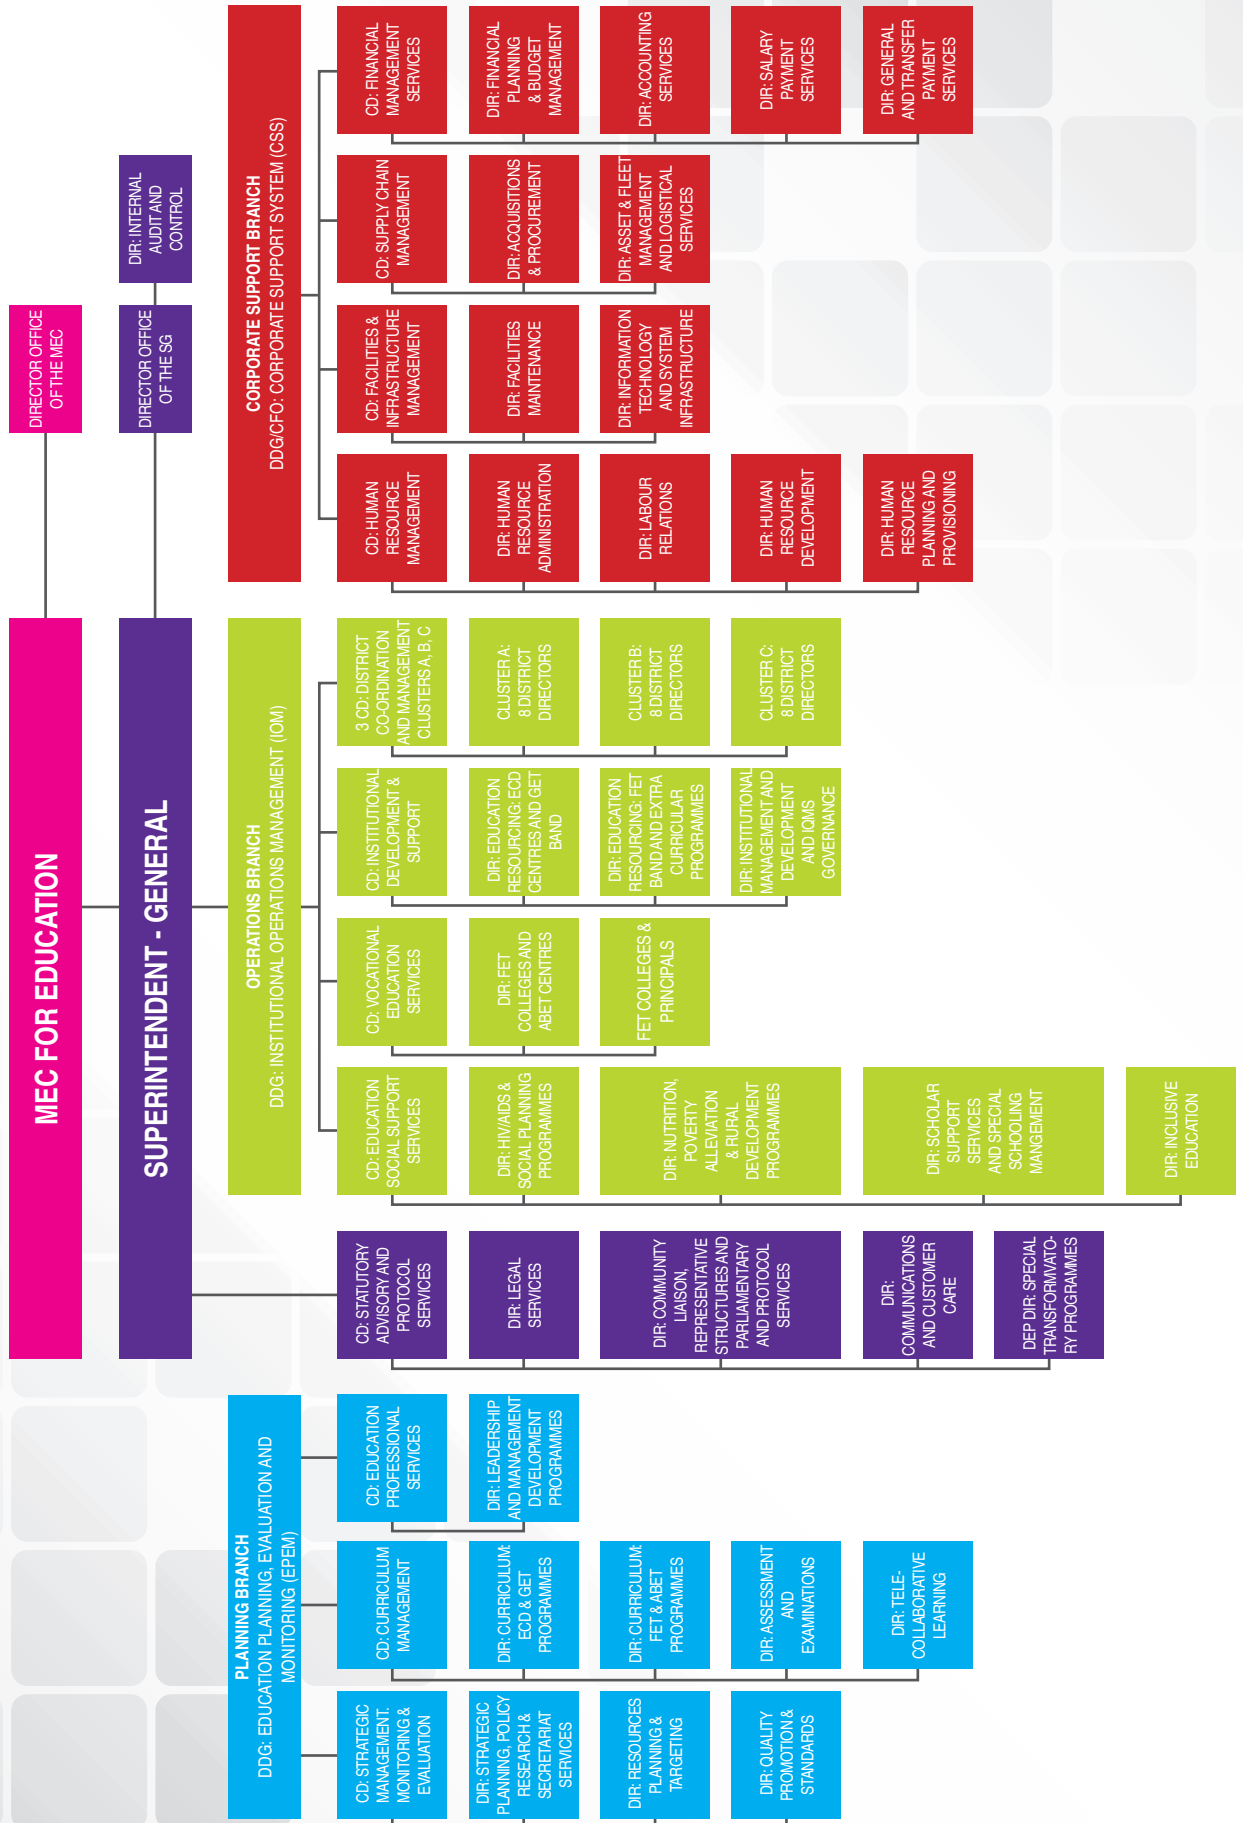 MEC FOR EDUCATION
DIRECTOR OFFICE
OF THE MEC
SUPERINTENDENT - GENERAL
DIRECTOR OFFICE
OF THE SG
DIR: INTERNAL
AUDIT AND
CONTROL
PLANNING BRANCH
DDG: EDUCATION PLANNING, EVALUATION AND
MONITORING (EPEM)
CD: STRATEGIC
MANAGEMENT.
MONITORING &
EVALUATION
DIR: STRATEGIC
PLANNING, POLICY
RESEARCH &
SECRETARIAT
SERVICES
DIR: RESOURCES
PLANNING &
TARGETING
DIR: QUALITY
PROMOTION &
STANDARDS
CD: CURRICULUM
MANAGEMENT
DIR: CURRICULUM:
ECD & GET
PROGRAMMES
DIR: CURRICULUM:
FET & ABET
PROGRAMMES
DIR: ASSESSMENT
AND
EXAMINATIONS
DIR: TELE-
COLLABORATIVE
LEARNING
CD: EDUCATION
PROFESSIONAL
SERVICES
DIR: LEADERSHIP
AND MANAGEMENT
DEVELOPMENT
PROGRAMMES
CD: STATUTORY
ADVISORY AND
PROTOCOL
SERVICES
DIR: LEGAL
SERVICES
DIR: COMMUNITY
LIAISON,
REPRESENTATIVE
STRUCTURES AND
PARLIAMENTARY
AND PROTOCOL
SERVICES
DIR:
COMMUNICATIONS
AND CUSTOMER
CARE
DEP DIR: SPECIAL
TRANSFORMVATO-
RY PROGRAMMES
OPERATIONS BRANCH
DDG: INSTITUTIONAL OPERATIONS MANAGEMENT (IOM)
CD: EDUCATION
SOCIAL SUPPORT
SERVICES
DIR: HIV/AIDS &
SOCIAL PLANNING
PROGRAMMES
DIR: NUTRITION,
POVERTY
ALLEVIATION
& RURAL
DEVELOPMENT
PROGRAMMES
DIR: SCHOLAR
SUPPORT
SERVICES
AND SPECIAL
SCHOOLING
MANGEMENT
DIR: INCLUSIVE
EDUCATION
CD: VOCATIONAL
EDUCATION
SERVICES
DIR: FET
COLLEGES AND
ABET CENTRES
FET COLLEGES &
PRINCIPALS
CD: INSTITUTIONAL
DEVELOPMENT &
SUPPORT
DIR: EDUCATION
RESOURCING: ECD
CENTRES AND GET
BAND
DIR: EDUCATION
RESOURCING: FET
BAND AND EXTRA
CURRICULAR
PROGRAMMES
DIR: INSTITUTIONAL
MANAGEMENT AND
DEVELOPMENT
AND IQMS
GOVERNANCE
3 CD: DISTRICT
CO-ORDINATION
AND MANAGEMENT
CLUSTERS A, B, C
CLUSTER A:
8 DISTRICT
DIRECTORS
CLUSTER B:
8 DISTRICT
DIRECTORS
CLUSTER C:
8 DISTRICT
DIRECTORS
CORPORATE SUPPORT BRANCH
DDG/CFO: CORPORATE SUPPORT SYSTEM (CSS)
CD: HUMAN
RESOURCE
MANAGEMENT
DIR: HUMAN
RESOURCE
ADMINISTRATION
DIR: LABOUR
RELATIONS
DIR: HUMAN
RESOURCE
DEVELOPMENT
DIR: HUMAN
RESOURCE
PLANNING AND
PROVISIONING
CD: FACILITIES &
INFRASTRUCTURE
MANAGEMENT
DIR: FACILITIES
MAINTENANCE
DIR: INFORMATION
TECHNOLOGY
AND SYSTEM
INFRASTRUCTURE
CD: SUPPLY CHAIN
MANAGEMENT
DIR: ACQUISITIONS
& PROCUREMENT
DIR: ASSET & FLEET
MANAGEMENT
AND LOGISTICAL
SERVICES
CD: FINANCIAL
MANAGEMENT
SERVICES
DIR: FINANCIAL
PLANNING
& BUDGET
MANAGEMENT
DIR: ACCOUNTING
SERVICES
DIR: SALARY
PAYMENT
SERVICES
DIR: GENERAL
AND TRANSFER
PAYMENT
SERVICES